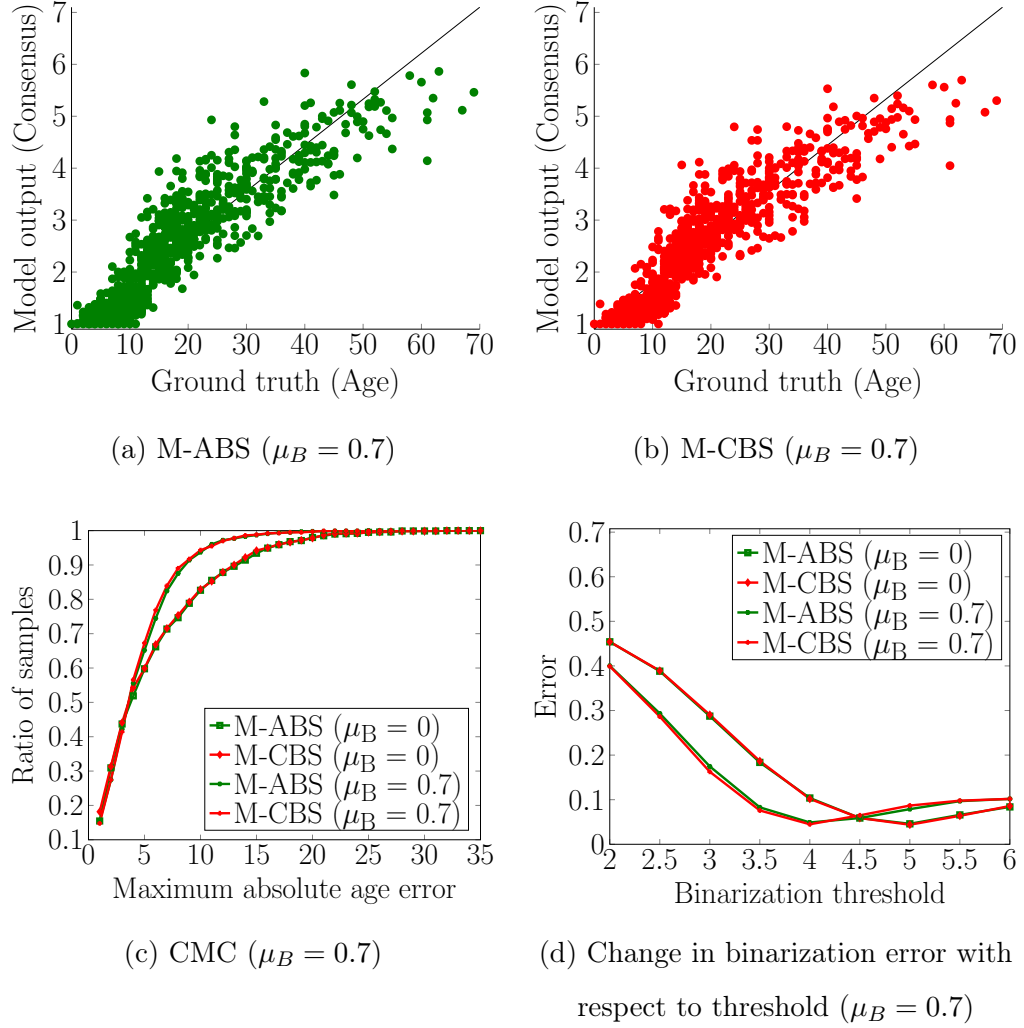 7
6
5
4
3
2
1
0 10 20 30 40 50 60 70
Model output (Consensus)
Ground truth (Age)
(a) M-ABS (μB = 0.7)
7
6
5
4
3
2
1
0 10 20 30 40 50 60 70
Model output (Consensus)
Ground truth (Age)
(b) M-CBS (μB = 0.7)
1
0.9
0.8
0.7
0.6
0.5
0.4
0.3
0.2
0.1
0 5 10 15 20 25 30 35
Ratio of samples
Maximum absolute age error
M-ABS (μB = 0)
M-CBS (μB = 0)
M-ABS (μB = 0.7)
M-CBS (μB = 0.7)
(c) CMC (μB = 0.7)
0.7
0.6
0.5
0.4
0.3
0.2
0.1
0
2 2.5 3 3.5 4 4.5 5 5.5 6
Error
Binarization threshold
M-ABS (μB = 0)
M-CBS (μB = 0)
M-ABS (μB = 0.7)
M-CBS (μB = 0.7)
(d) Change in binarization error with
respect to threshold (μB = 0.7)